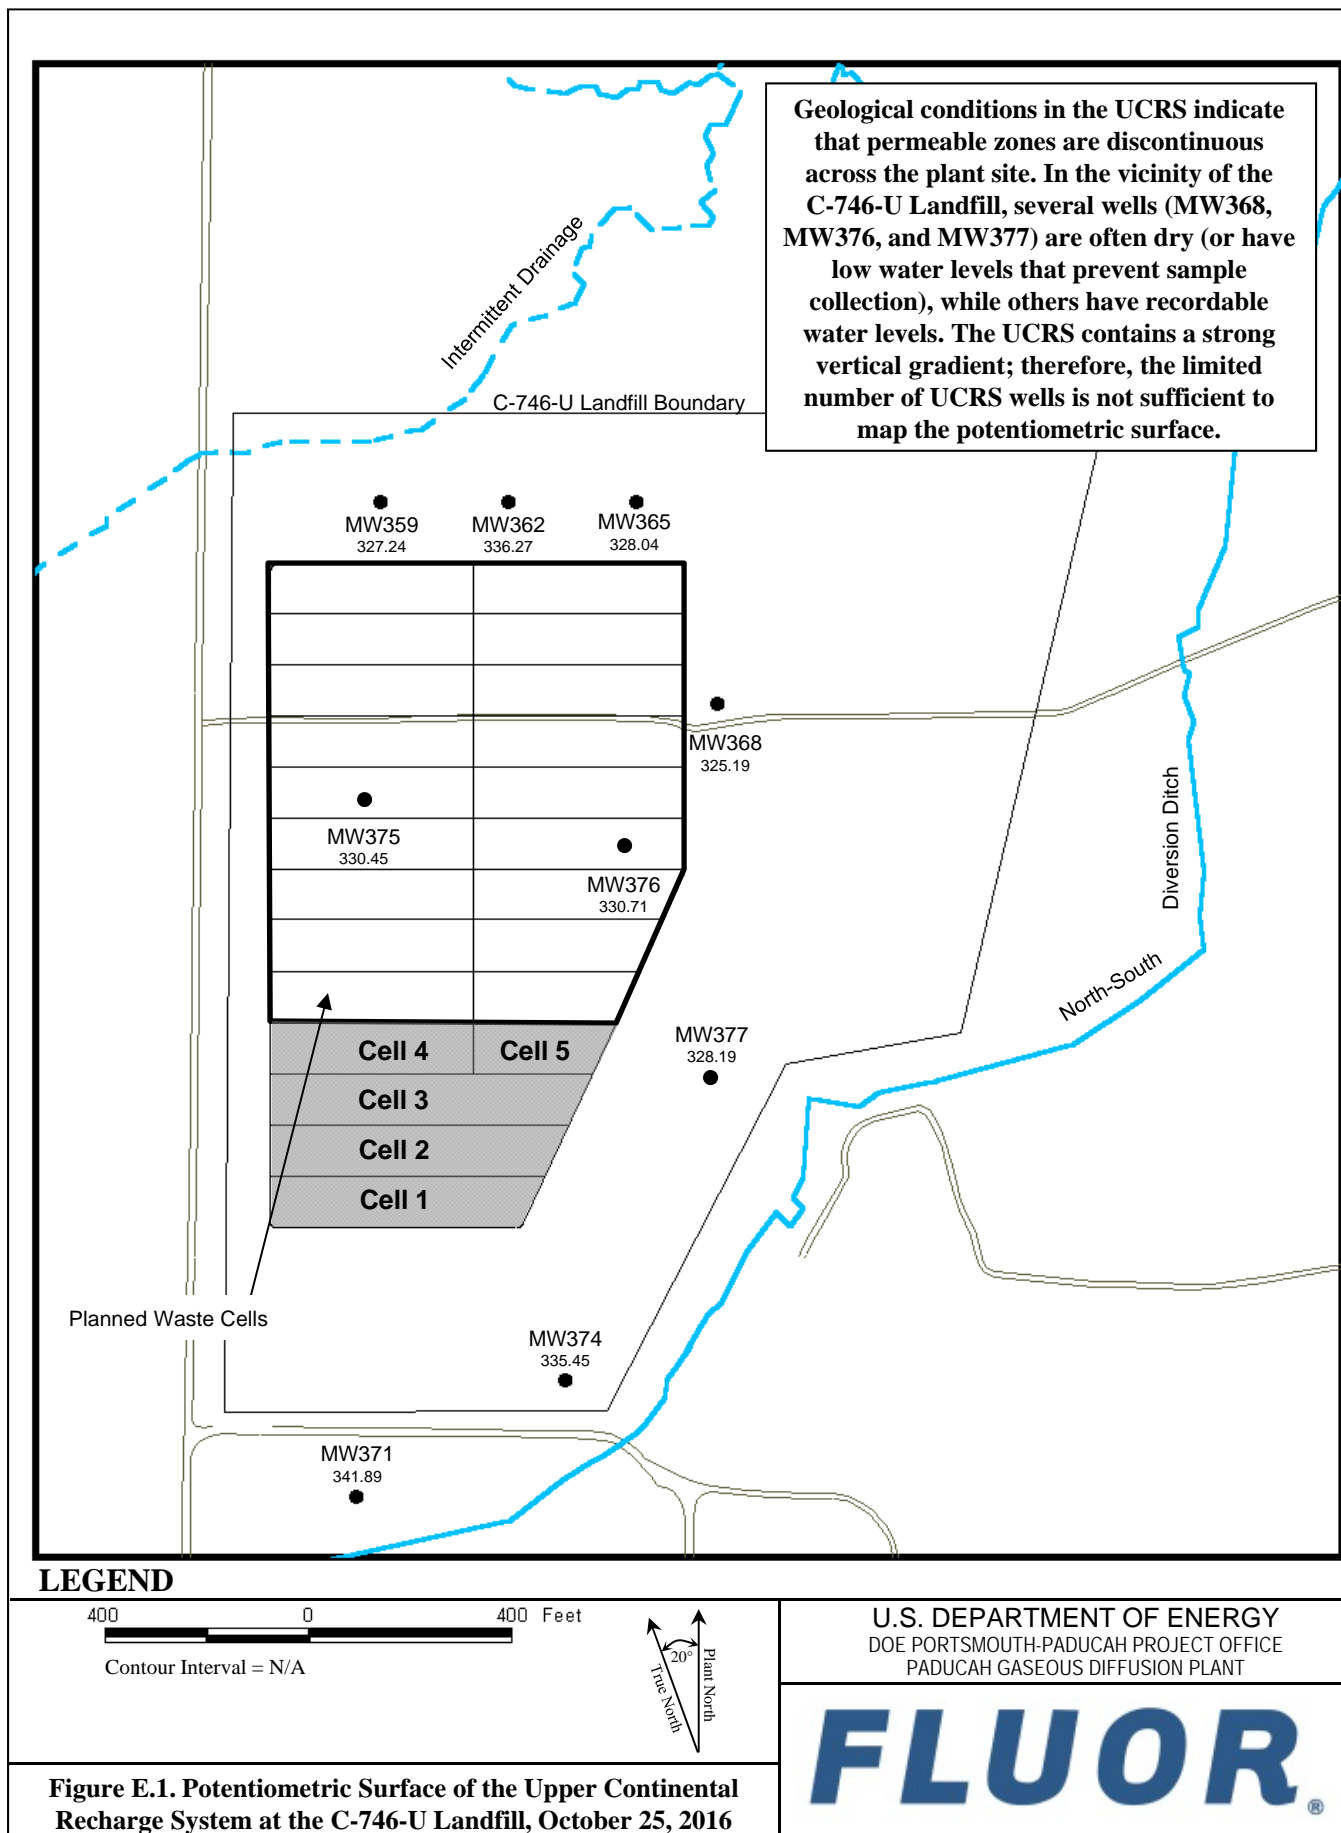 Geological conditions in the UCRS indicate
that permeable zones are discontinuous
across the plant site. In the vicinity of the
C-746-U Landfill, several wells (MW368,
MW376, and MW377) are often dry (or have
low water levels that prevent sample
collection), while others have recordable
water levels. The UCRS contains a strong
vertical gradient; therefore, the limited
number of UCRS wells is not sufficient to
map the potentiometric surface.
Intermittent Drainage
C-746-U Landfill Boundary
MW359
327.24
MW362
336.27
MW365
328.04
MW368
325.19
MW375
330.45
MW376
330.71
Diversion Ditch
North-South
MW377
328.19
Cell 4
Cell 5
Cell 3
Cell 2
Cell 1
Planned Waste Cells
MW374
335.45
MW371
341.89
LEGEND
400 0 400 Feet
Contour Interval = N/A
20°
True North
Plant North
U.S. DEPARTMENT OF ENERGY
DOE PORTSMOUTH-PADUCAH PROJECT OFFICE
PADUCAH GASEOUS DIFFUSION PLANT
FLUOR®
Figure E.1. Potentiometric Surface of the Upper Continental
Recharge System at the C-746-U Landfill, October 25, 2016